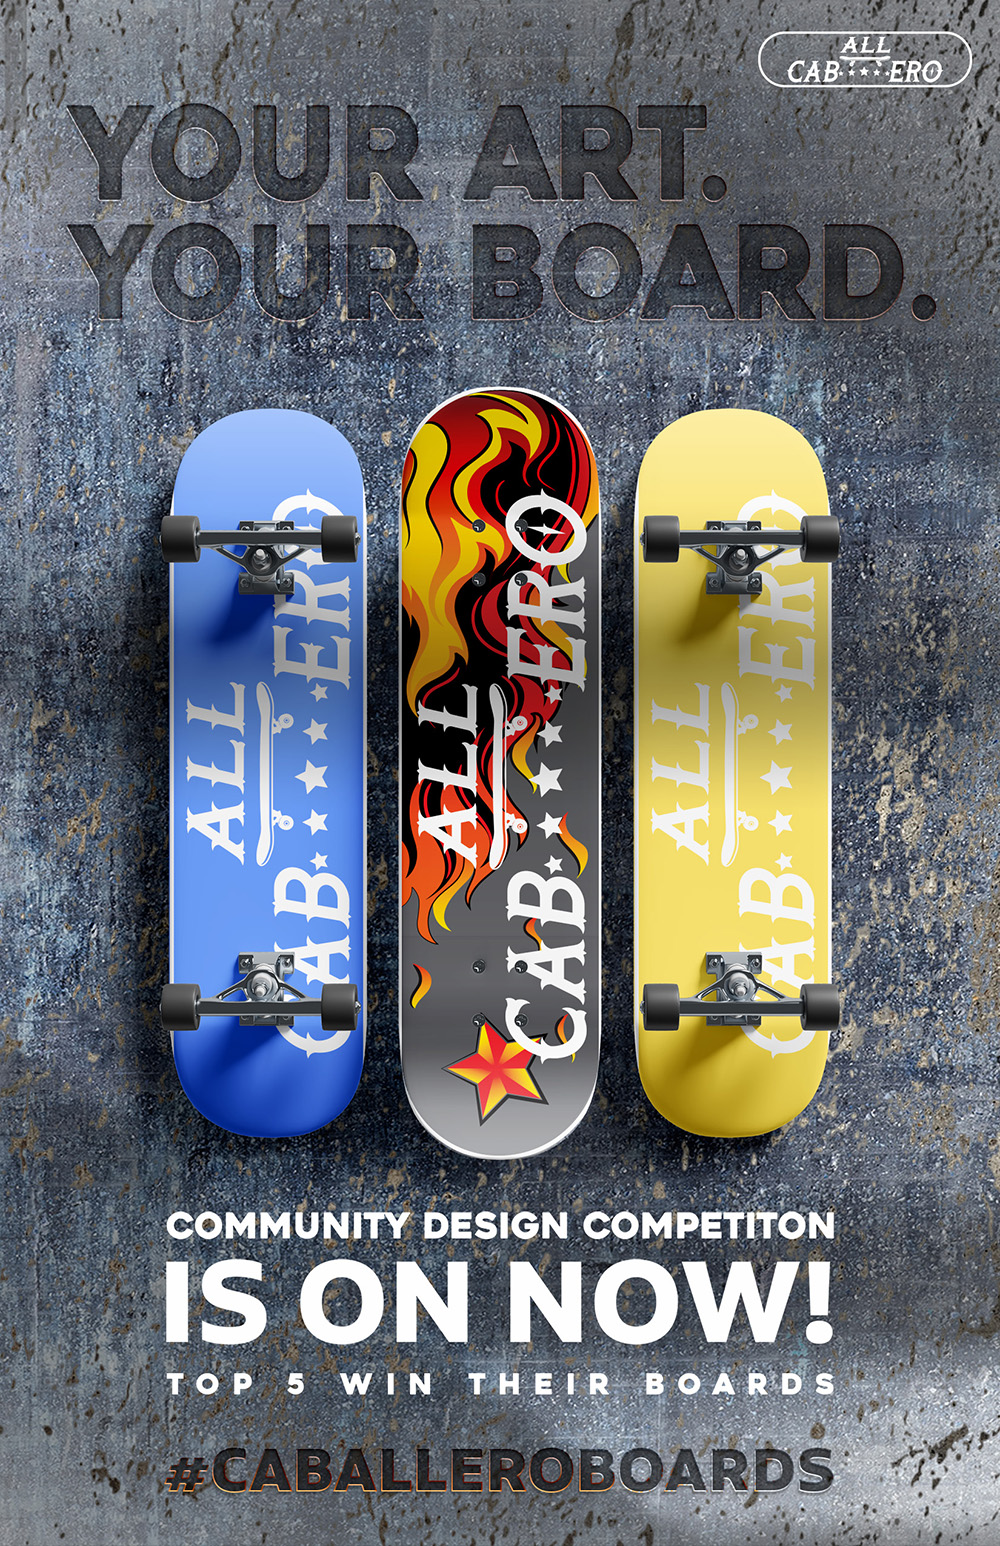 ALL
CAB★★★★★ERO
YOUR ART.
YOUR BOARD.
ALL
CAB★★★★★ERO
ALL
CAB★★★★★ERO
ALL
CAB★★★★★ERO
COMMUNITY DESIGN COMPETITON
IS ON NOW!
TOP 5 WIN THEIR BOARDS
#CABALLEROBOARDS